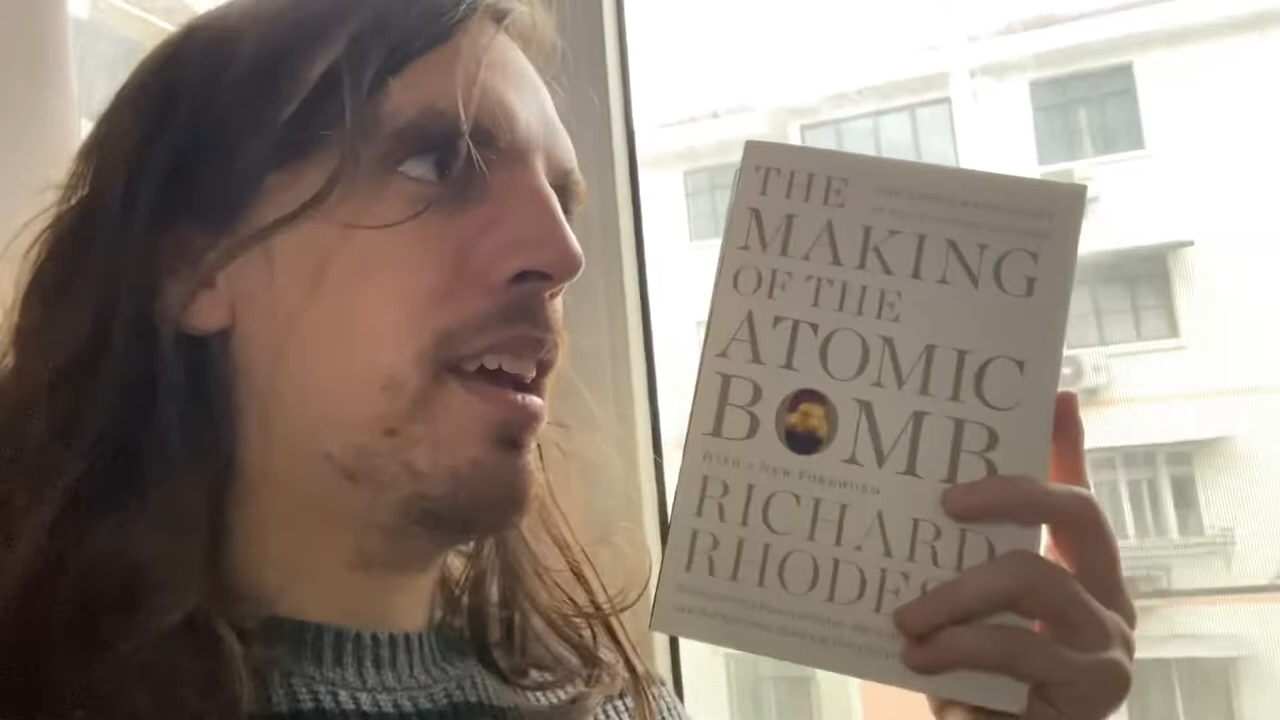 THE
MAKING
OF THE
ATOMIC
BOMB
WITH A NEW FOREWORD
RICHARD
RHODES